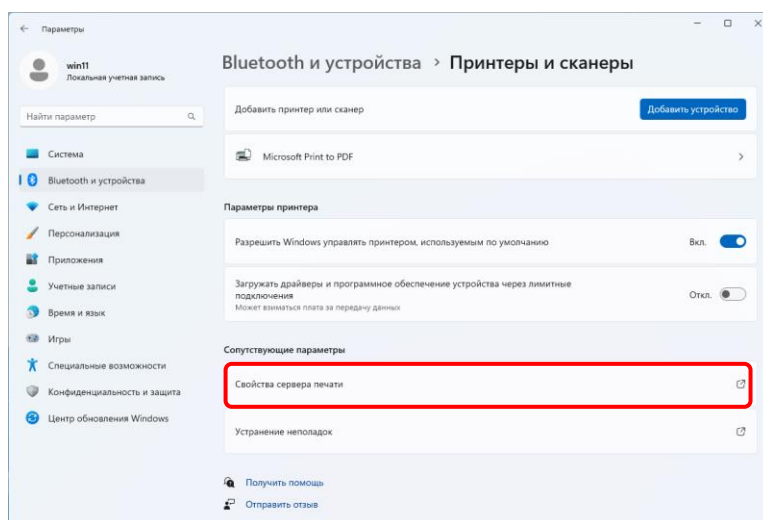 Параметры
win11
Локальная учетная запись
Найти параметр
Система
Bluetooth и устройства
Сеть и Интернет
Персонализация
Приложения
Учетные записи
Время и язык
Игры
Специальные возможности
Конфиденциальность и защита
Центр обновления Windows
Bluetooth и устройства > Принтеры и сканеры
Добавить принтер или сканер
Добавить устройство
Microsoft Print to PDF
Параметры принтера
Разрешить Windows управлять принтером, используемым по умолчанию
Вкл.
Загружать драйверы и программное обеспечение устройства через лимитные
подключения
Может взиматься плата за передачу данных
Откл.
Сопутствующие параметры
Свойства сервера печати
Устранение неполадок
Получить помощь
Отправить отзыв